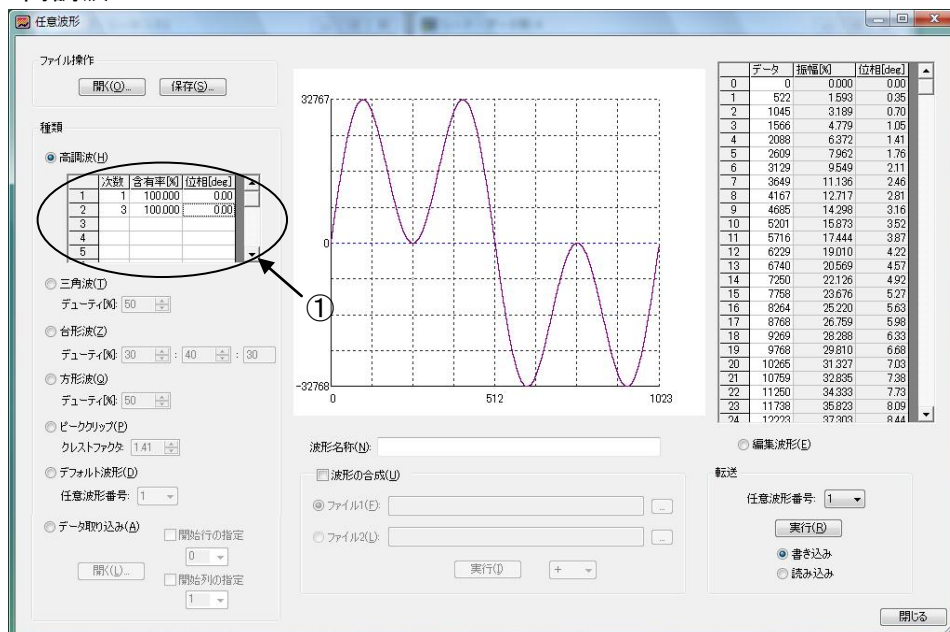 任意波形
ファイル操作
開く(O)... 保存(S)...
種類
高調波(H)
次数 含有率[%] 位相[deg]
1 1 100.000 0.00
2 3 100.000 0.00
3
4
5
①
三角波(T)
デューティ[%]: 50
台形波(Z)
デューティ[%]: 30 : 40 : 30
方形波(Q)
デューティ[%]: 50
ピーククリップ(P)
クレストファクタ: 1.41
デフォルト波形(D)
任意波形番号: 1
データ取り込み(A)
開始行の指定
0
開く(L)...
開始列の指定
1
32767
0
-32768
0 512 1023
波形名称(N):
波形の合成(U)
ファイル1(F): ...
ファイル2(L): ...
実行(I) +
データ 振幅[%] 位相[deg]
0 0 0.000 0.00
1 522 1.593 0.35
2 1045 3.189 0.70
3 1566 4.779 1.05
4 2088 6.372 1.41
5 2609 7.962 1.76
6 3129 9.549 2.11
7 3649 11.136 2.46
8 4167 12.717 2.81
9 4685 14.298 3.16
10 5201 15.873 3.52
11 5716 17.444 3.87
12 6229 19.010 4.22
13 6740 20.569 4.57
14 7250 22.126 4.92
15 7758 23.676 5.27
16 8264 25.220 5.63
17 8768 26.759 5.98
18 9269 28.288 6.33
19 9768 29.810 6.68
20 10265 31.327 7.03
21 10759 32.835 7.38
22 11250 34.333 7.73
23 11738 35.823 8.09
24 12223 37.303 8.44
編集波形(E)
転送
任意波形番号: 1
実行(R)
書き込み
読み込み
閉じる